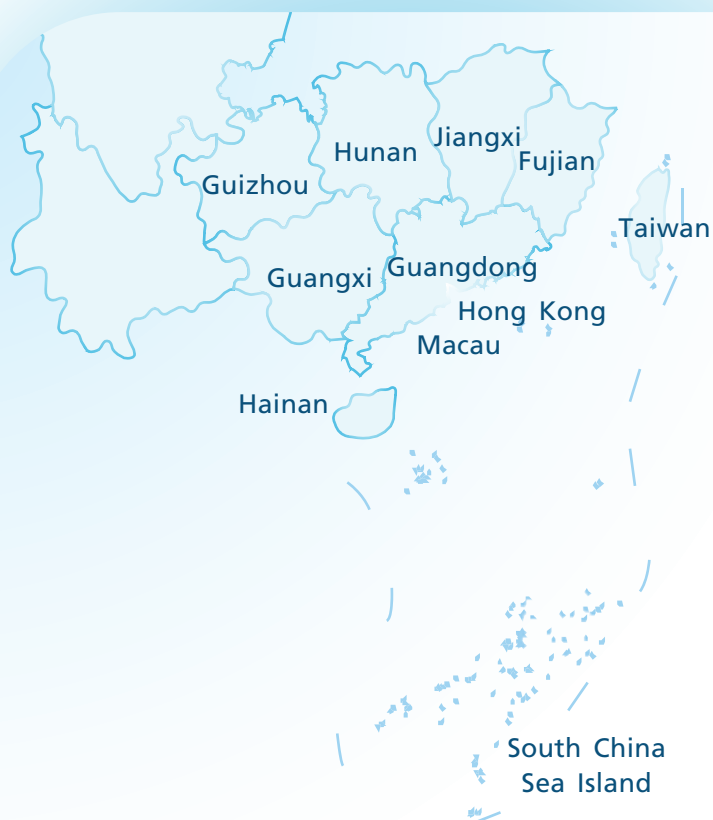 Jiangxi
Hunan
Fujian
Guizhou
Taiwan
Guangdong
Guangxi
Hong Kong
Macau
Hainan
South China
Sea Island